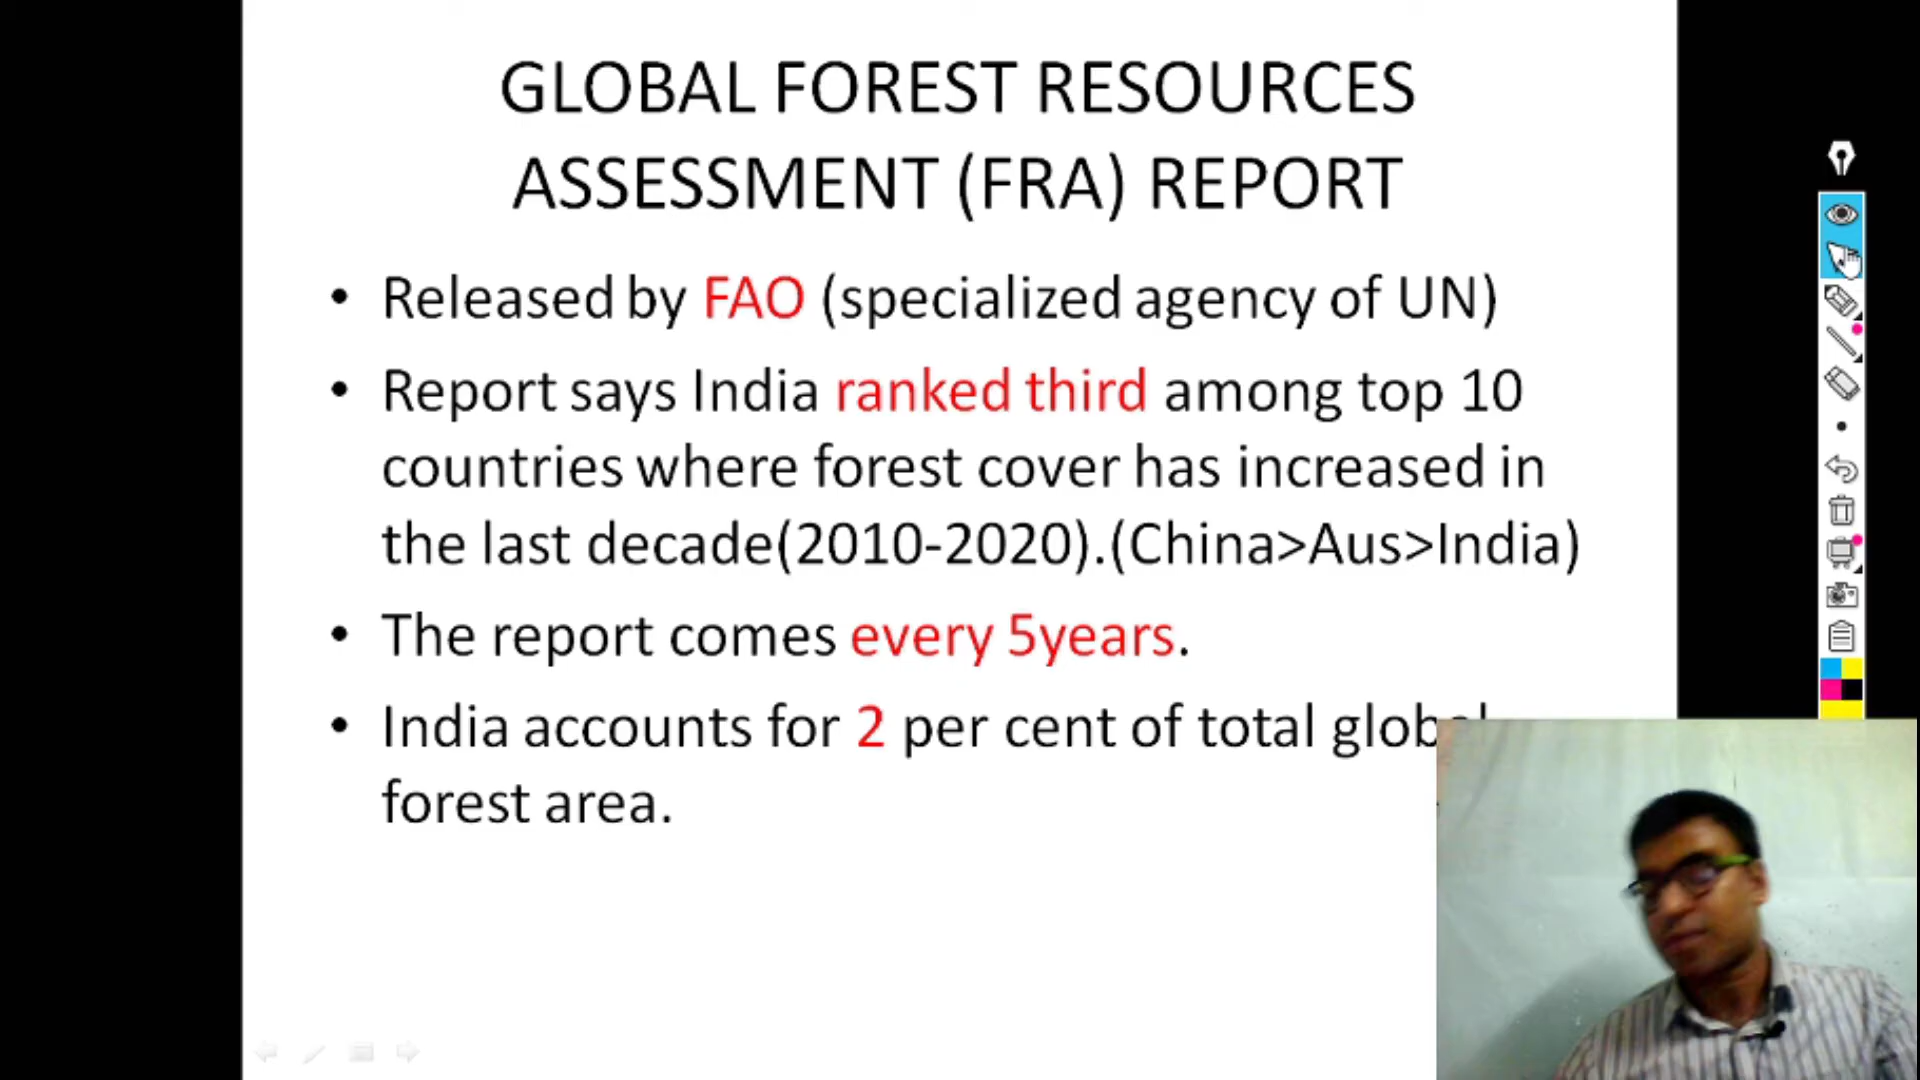 GLOBAL FOREST RESOURCES
ASSESSMENT (FRA) REPORT
• Released by FAO (specialized agency of UN)
• Report says India ranked third among top 10
countries where forest cover has increased in
the last decade(2010-2020).(China>Aus>India)
• The report comes every 5years.
• India accounts for 2 per cent of total global
forest area.